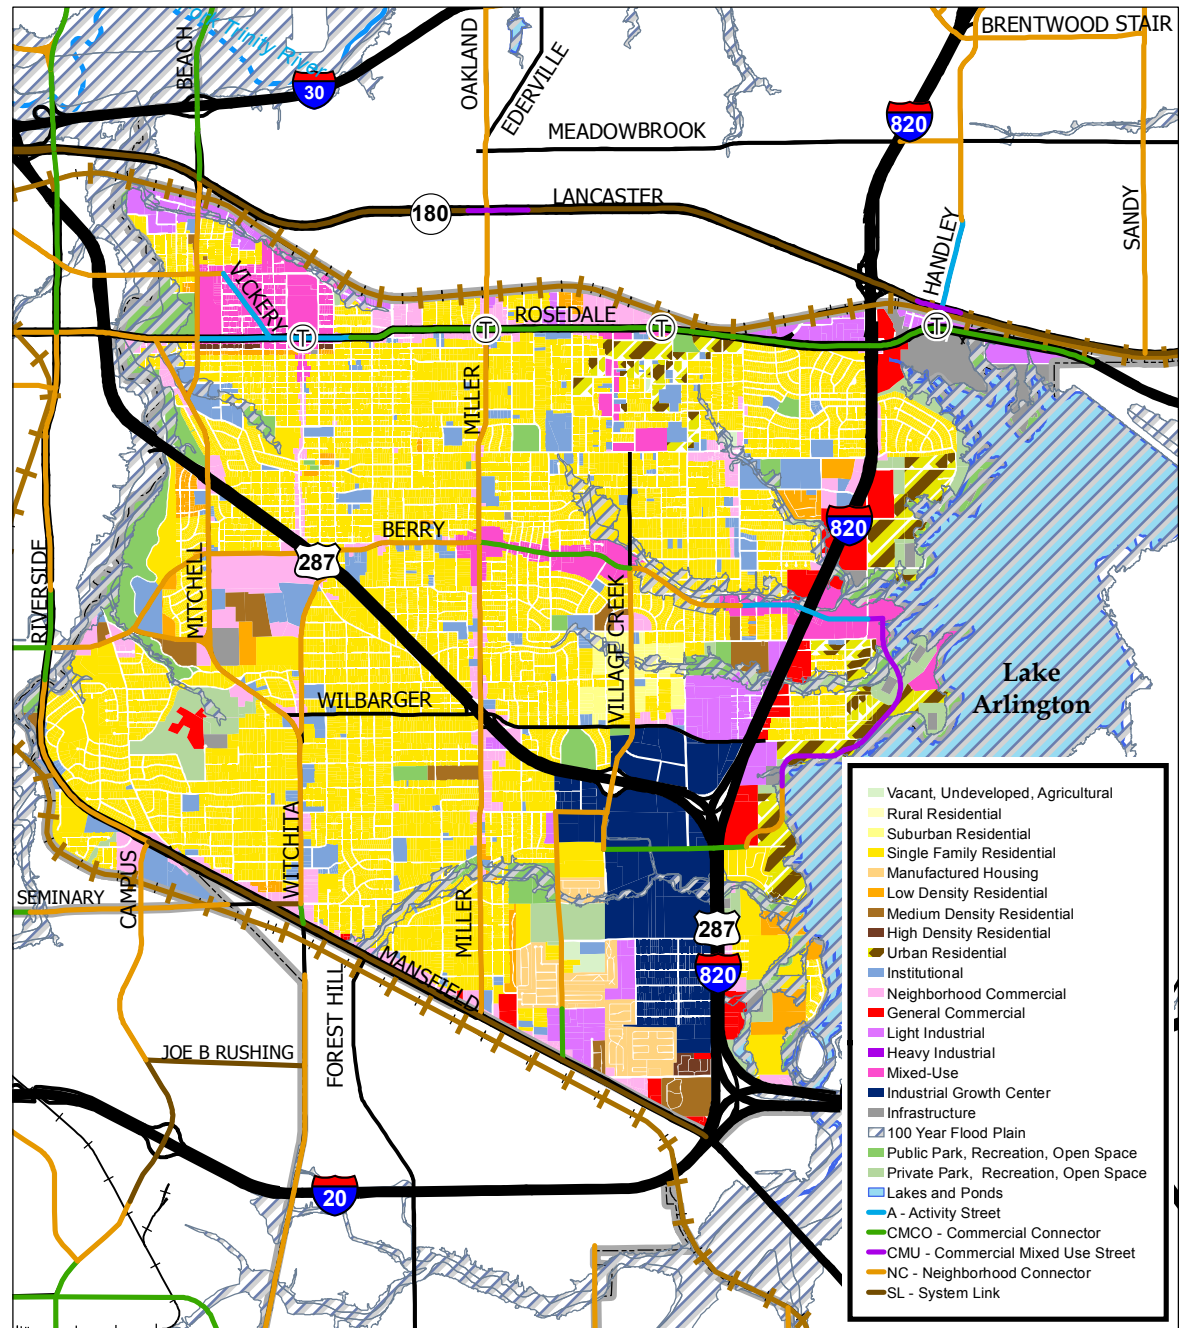 BRENTWOOD STAIR
OAKLAND
BEACH
Trinity River
EDERVILLE
30
820
MEADOWBROOK
LANCASTER
180
SANDY
HANDLEY
VICKERY
ROSEDALE
T
T
T
T
MILLER
BERRY
820
287
RIVERSIDE
MITCHELL
VILLAGE CREEK
WILBARGER
Lake
Arlington
WITCHITA
CAMPUS
SEMINARY
MILLER
MANSFIELD
287
820
FOREST HILL
JOE B RUSHING
20
Vacant, Undeveloped, Agricultural
Rural Residential
Suburban Residential
Single Family Residential
Manufactured Housing
Low Density Residential
Medium Density Residential
High Density Residential
Urban Residential
Institutional
Neighborhood Commercial
General Commercial
Light Industrial
Heavy Industrial
Mixed-Use
Industrial Growth Center
Infrastructure
100 Year Flood Plain
Public Park, Recreation, Open Space
Private Park, Recreation, Open Space
Lakes and Ponds
A - Activity Street
CMCO - Commercial Connector
CMU - Commercial Mixed Use Street
NC - Neighborhood Connector
SL - System Link